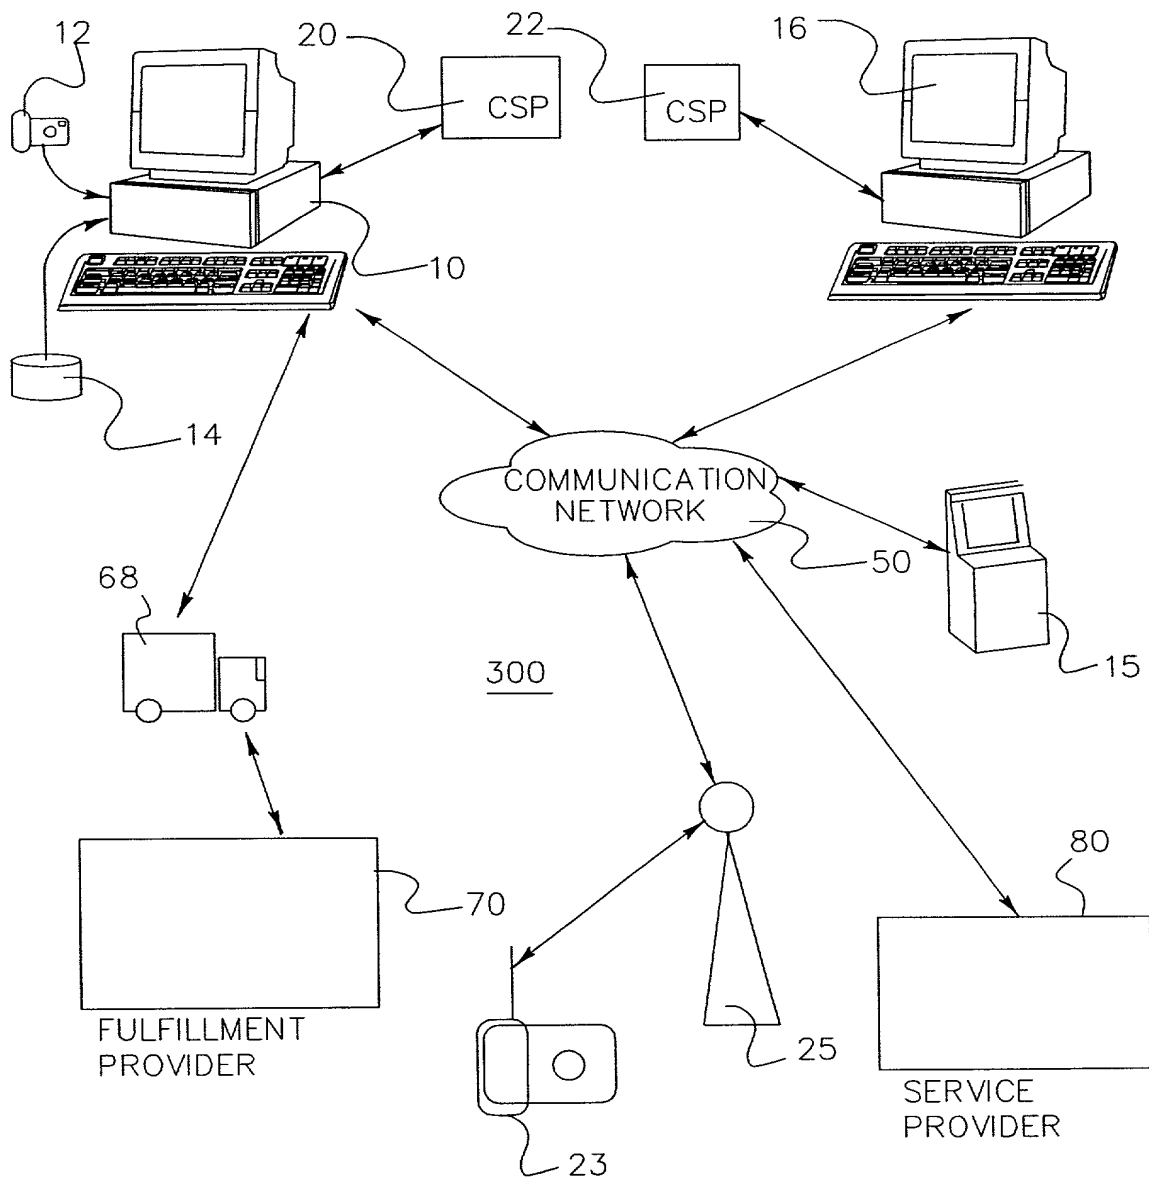 12
20
22
16
CSP
CSP
10
14
COMMUNICATION
NETWORK
50
68
15
300
80
70
FULFILLMENT
PROVIDER
25
SERVICE
PROVIDER
23